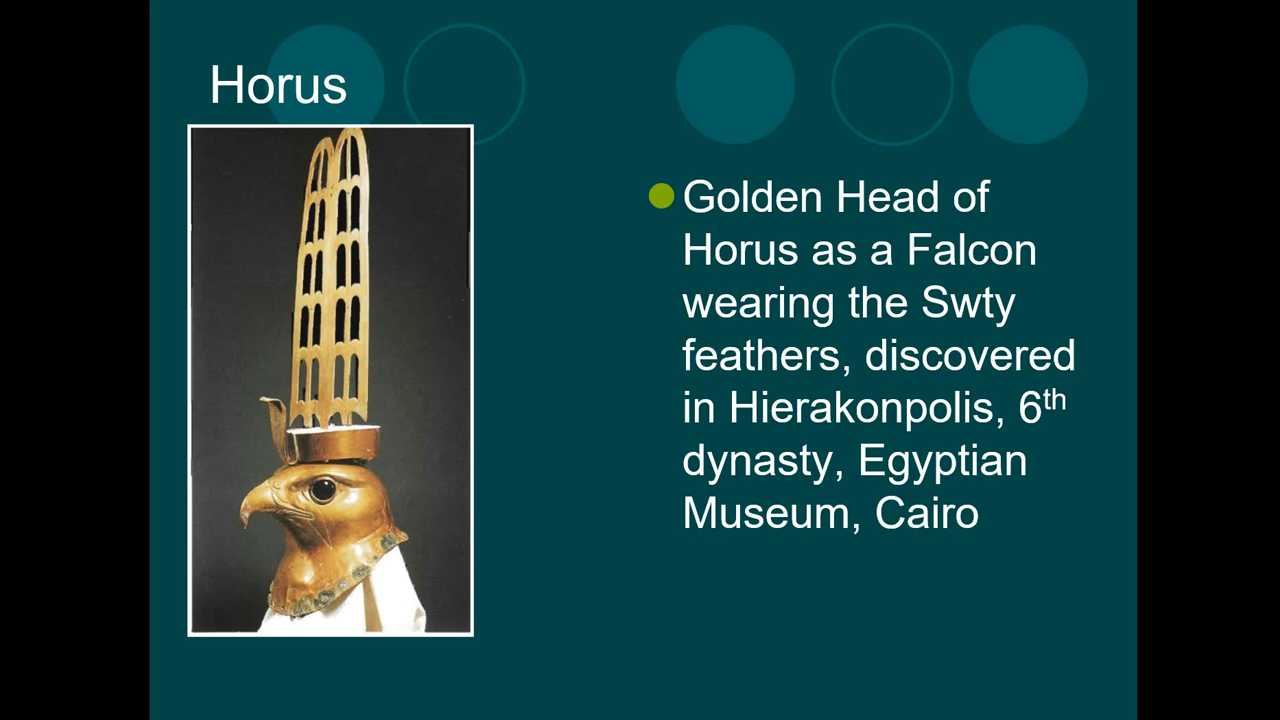 Horus
Golden Head of
Horus as a Falcon
wearing the Swty
feathers, discovered
in Hierakonpolis, 6th
dynasty, Egyptian
Museum, Cairo